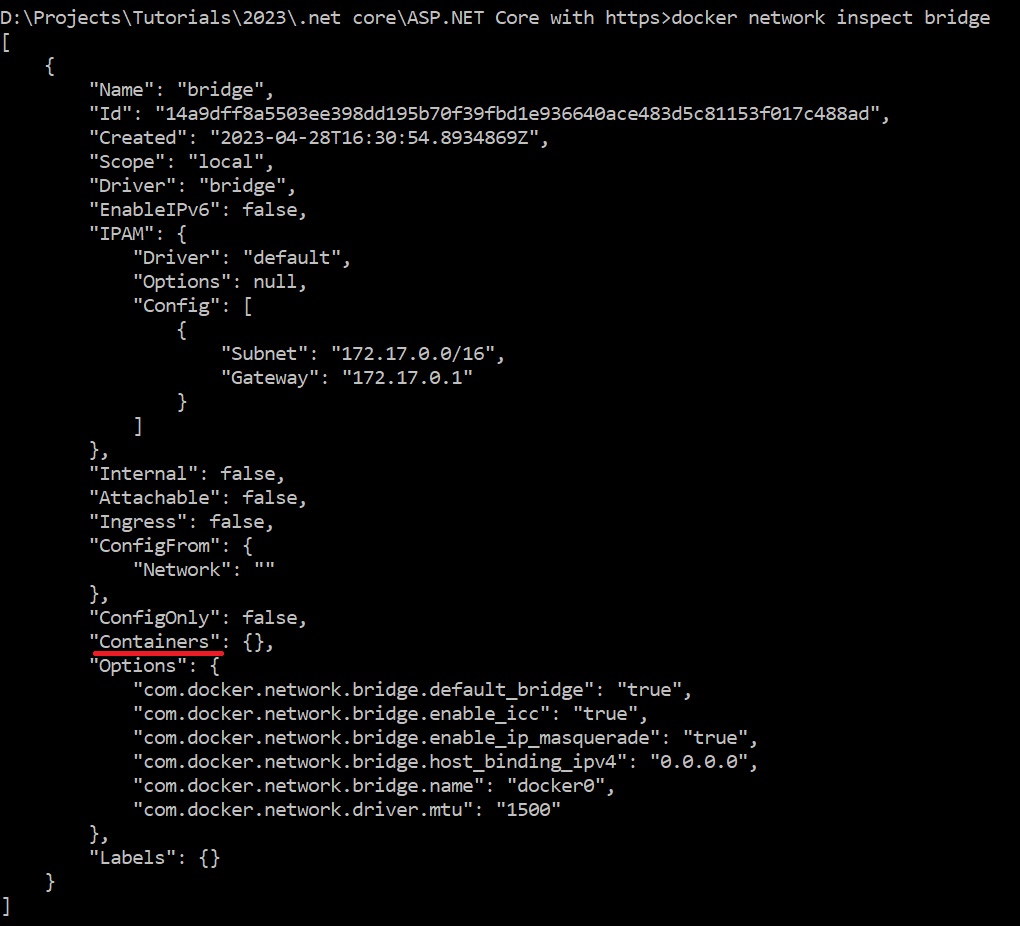 D:\Projects\Tutorials\2023\.net core\ASP.NET Core with https>docker network inspect bridge
[
    {
        "Name": "bridge",
        "Id": "14a9dff8a5503ee398dd195b70f39fbd1e936640ace483d5c81153f017c488ad",
        "Created": "2023-04-28T16:30:54.8934869Z",
        "Scope": "local",
        "Driver": "bridge",
        "EnableIPv6": false,
        "IPAM": {
            "Driver": "default",
            "Options": null,
            "Config": [
                {
                    "Subnet": "172.17.0.0/16",
                    "Gateway": "172.17.0.1"
                }
            ]
        },
        "Internal": false,
        "Attachable": false,
        "Ingress": false,
        "ConfigFrom": {
            "Network": ""
        },
        "ConfigOnly": false,
        "Containers": {},
        "Options": {
            "com.docker.network.bridge.default_bridge": "true",
            "com.docker.network.bridge.enable_icc": "true",
            "com.docker.network.bridge.enable_ip_masquerade": "true",
            "com.docker.network.bridge.host_binding_ipv4": "0.0.0.0",
            "com.docker.network.bridge.name": "docker0",
            "com.docker.network.driver.mtu": "1500"
        },
        "Labels": {}
    }
]